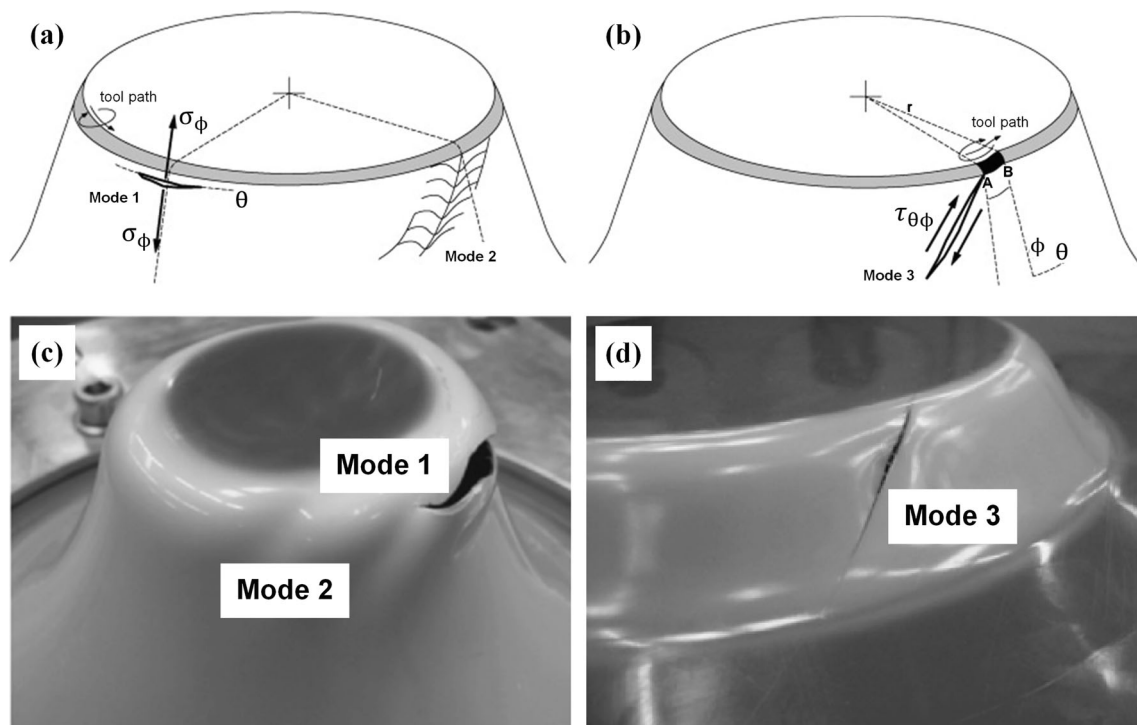 (a)
tool path
σϕ
Mode 1
σϕ
θ
Mode 2
(b)
r
tool path
A
B
τθϕ
Mode 3
ϕ
θ
(c)
Mode 1
Mode 2
(d)
Mode 3